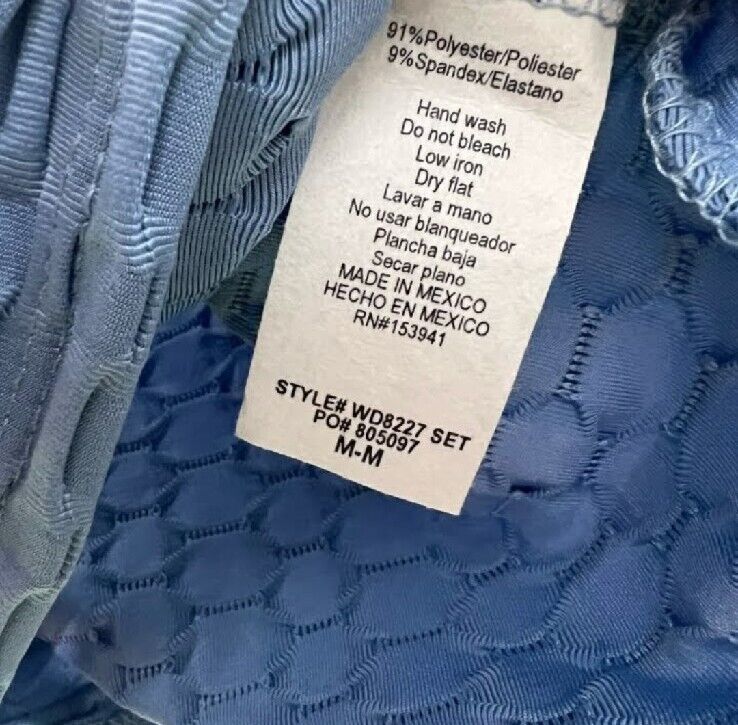 91%Polyester/Poliester
9%Spandex/Elastano
Hand wash
Do not bleach
Low iron
Dry flat
Lavar a mano
No usar blanqueador
Plancha baja
Secar plano
MADE IN MEXICO
HECHO EN MEXICO
RN#153941
STYLE# WD8227 SET
PO# 805097
M-M